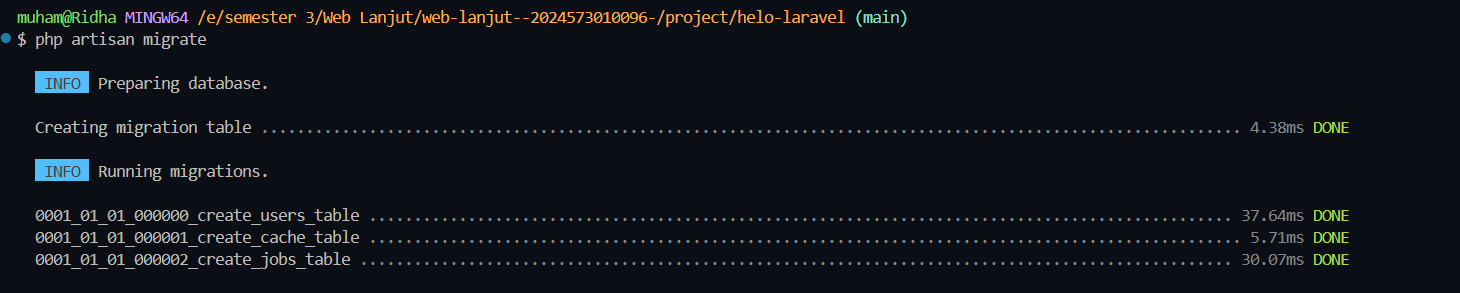 muham@Ridha MINGW64 /e/semester 3/Web Lanjut/web-lanjut--2024573010096-/project/helo-laravel (main)
$ php artisan migrate
INFO Preparing database.
Creating migration table ............................................................................................................. 4.38ms DONE
INFO Running migrations.
0001_01_01_000000_create_users_table ................................................................................................ 37.64ms DONE
0001_01_01_000001_create_cache_table ................................................................................................. 5.71ms DONE
0001_01_01_000002_create_jobs_table ................................................................................................. 30.07ms DONE